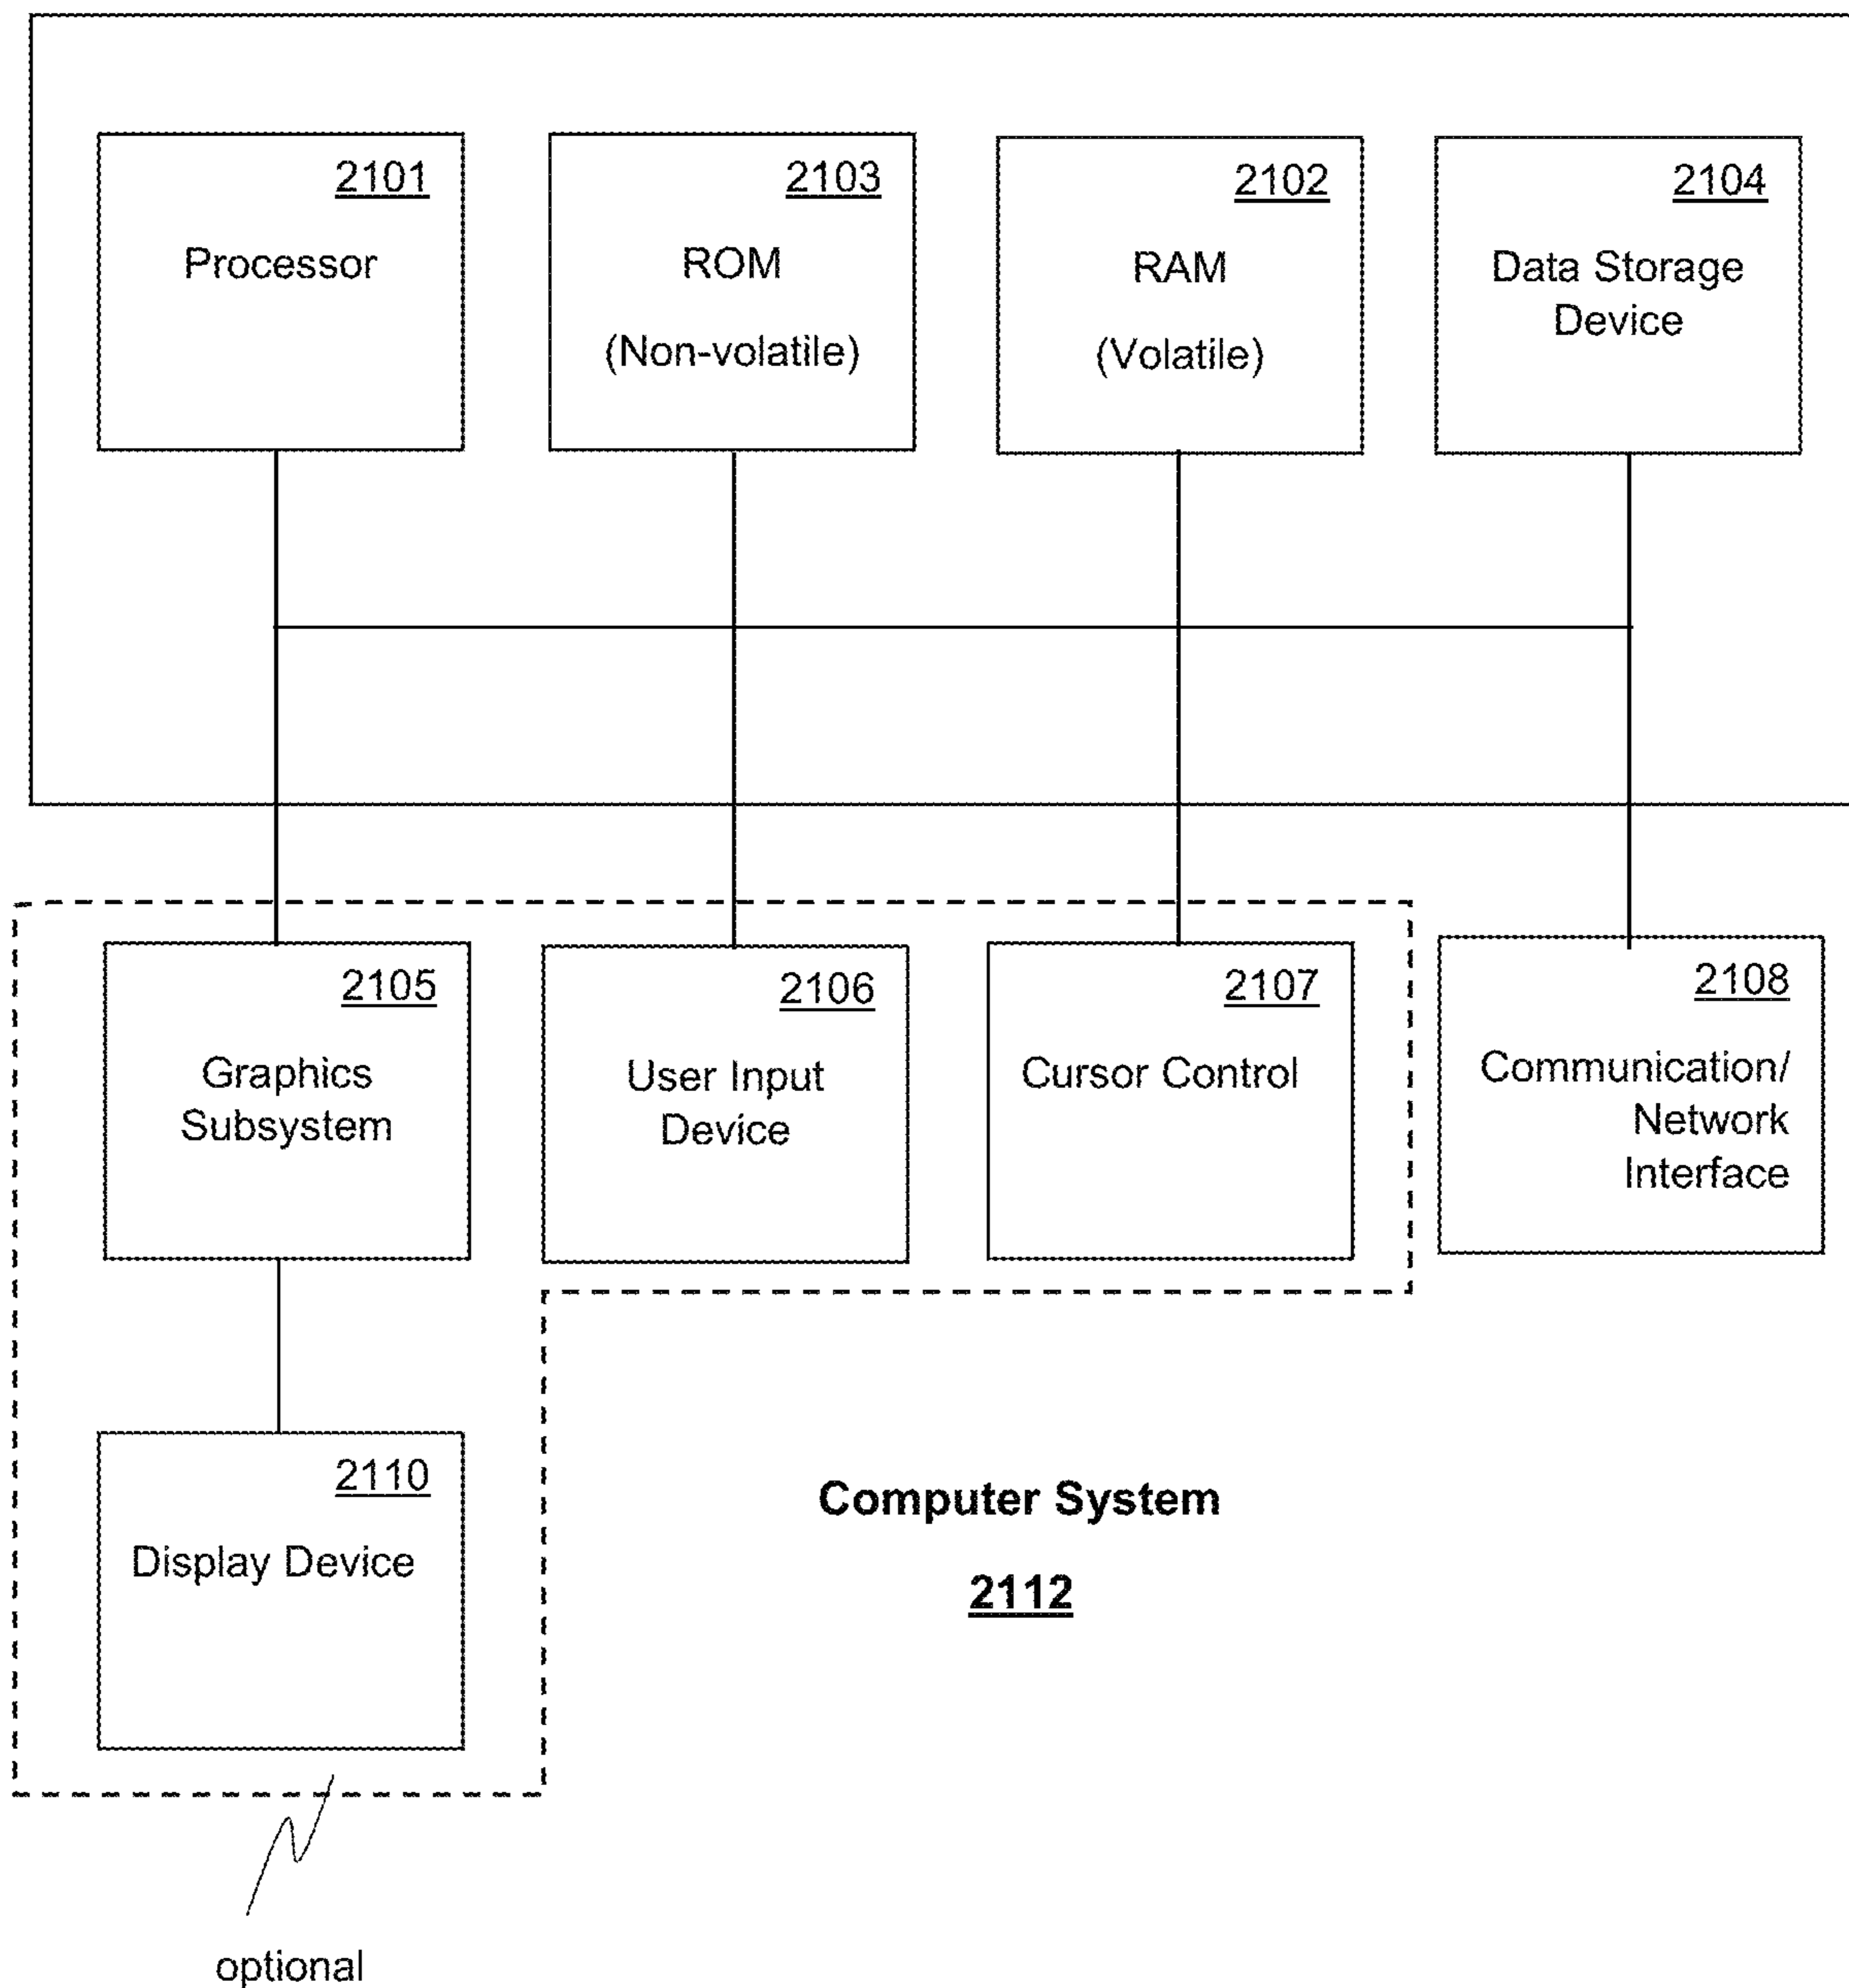 2101
Processor
2103
ROM
(Non-volatile)
2102
RAM
(Volatile)
2104
Data Storage
Device
2105
Graphics
Subsystem
2106
User Input
Device
2107
Cursor Control
2108
Communication/
Network
Interface
2110
Display Device
Computer System
2112
optional